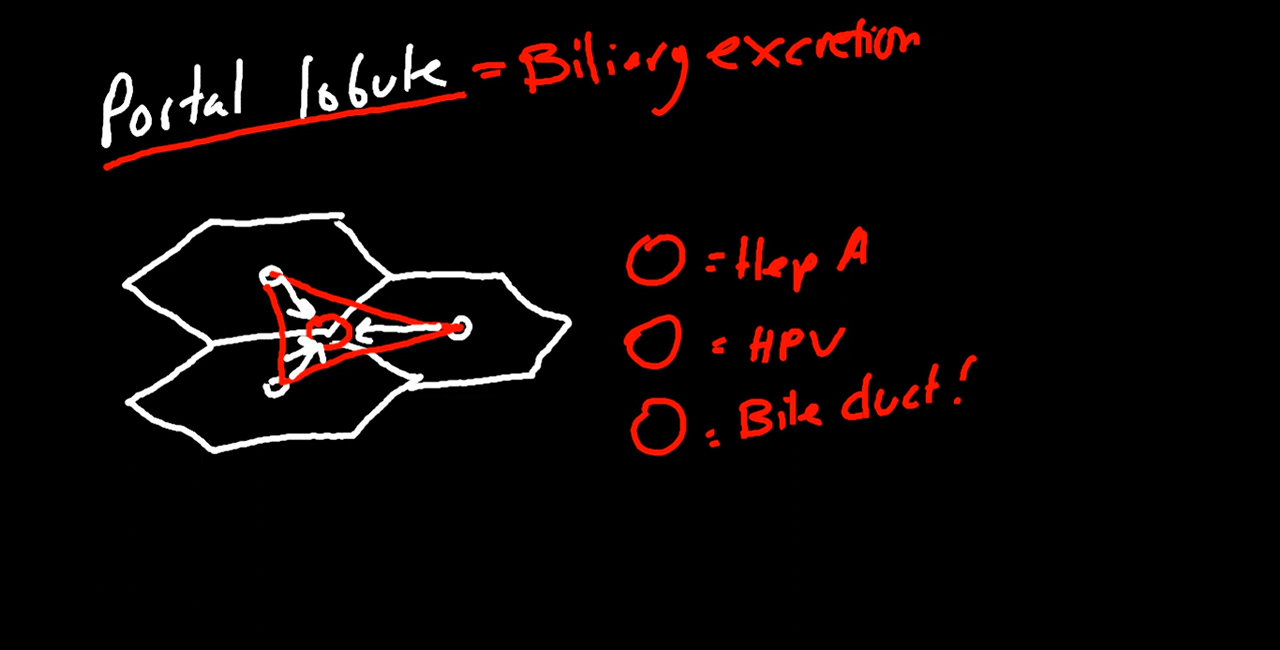 Portal lobule = Biliary excretion
O = Hep A
O = HPV
O = Bile duct!